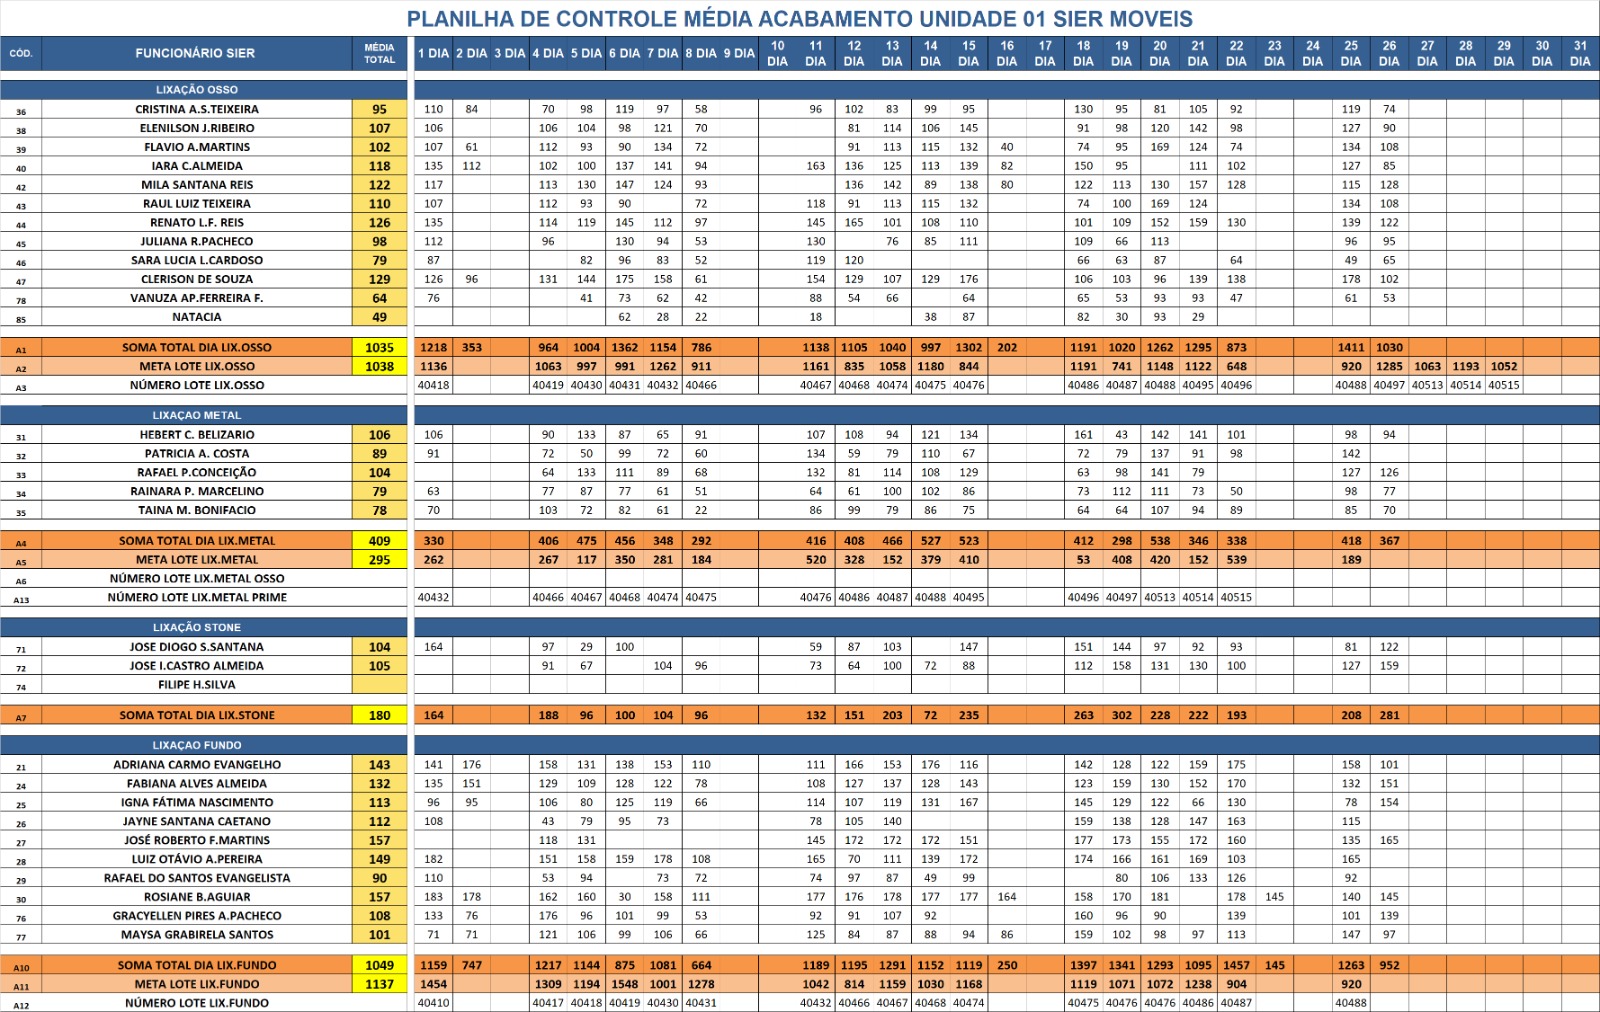 PLANILHA DE CONTROLE MÉDIA ACABAMENTO UNIDADE 01 SIER MOVEIS
CÓD. FUNCIONÁRIO SIER MÉDIA TOTAL 1 DIA 2 DIA 3 DIA 4 DIA 5 DIA 6 DIA 7 DIA 8 DIA 9 DIA 10 DIA 11 DIA 12 DIA 13 DIA 14 DIA 15 DIA 16 DIA 17 DIA 18 DIA 19 DIA 20 DIA 21 DIA 22 DIA 23 DIA 24 DIA 25 DIA 26 DIA 27 DIA 28 DIA 29 DIA 30 DIA 31 DIA
LIXAÇÃO OSSO
36 CRISTINA A.S.TEIXEIRA 95 110 84 70 98 119 97 58 96 102 83 99 95 130 95 81 105 92 119 74
38 ELENILSON J.RIBEIRO 107 106 106 104 98 121 70 81 114 106 145 91 98 120 142 98 127 90
39 FLAVIO A.MARTINS 102 107 61 112 93 90 134 72 91 113 115 132 40 74 95 169 124 74 134 108
40 IARA C.ALMEIDA 118 135 112 102 100 137 141 94 163 136 125 113 139 82 150 95 111 102 127 85
42 MILA SANTANA REIS 122 117 113 130 147 124 93 136 142 89 138 80 122 113 130 157 128 115 128
43 RAUL LUIZ TEIXEIRA 110 107 112 93 90 72 118 91 113 115 132 74 100 169 124 134 108
44 RENATO L.F. REIS 126 135 114 119 145 112 97 145 165 101 108 110 101 109 152 159 130 139 122
45 JULIANA R.PACHECO 98 112 96 130 94 53 130 76 85 111 109 66 113 96 95
46 SARA LUCIA L.CARDOSO 79 87 82 96 83 52 119 120 66 63 87 64 49 65
47 CLERISON DE SOUZA 129 126 96 131 144 175 158 61 154 129 107 129 176 106 103 96 139 138 178 102
78 VANUZA AP.FERREIRA F. 64 76 41 73 62 42 88 54 66 64 65 53 93 93 47 61 53
85 NATACIA 49 62 28 22 18 38 87 82 30 93 29
A1 SOMA TOTAL DIA LIX.OSSO 1035 1218 353 964 1004 1362 1154 786 1138 1105 1040 997 1302 202 1191 1020 1262 1295 873 1411 1030
A2 META LOTE LIX.OSSO 1038 1136 1063 997 991 1262 911 1161 835 1058 1180 844 1191 741 1148 1122 648 920 1285 1063 1193 1052
A3 NÚMERO LOTE LIX.OSSO 40418 40419 40430 40431 40432 40466 40467 40468 40474 40475 40476 40486 40487 40488 40495 40496 40488 40497 40513 40514 40515
LIXAÇAO METAL
31 HEBERT C. BELIZARIO 106 106 90 133 87 65 91 107 108 94 121 134 161 43 142 141 101 98 94
32 PATRICIA A. COSTA 89 91 72 50 99 72 60 134 59 79 110 67 72 79 137 91 98 142
33 RAFAEL P.CONCEIÇÃO 104 64 133 111 89 68 132 81 114 108 129 63 98 141 79 127 126
34 RAINARA P. MARCELINO 79 63 77 87 77 61 51 64 61 100 102 86 73 112 111 73 50 98 77
35 TAINA M. BONIFACIO 78 70 103 72 82 61 22 86 99 79 86 75 64 64 107 94 89 85 70
A4 SOMA TOTAL DIA LIX.METAL 409 330 406 475 456 348 292 416 408 466 527 523 412 298 538 346 338 418 367
A5 META LOTE LIX.METAL 295 262 267 117 350 281 184 520 328 152 379 410 53 408 420 152 539 189
A6 NÚMERO LOTE LIX.METAL OSSO
A13 NÚMERO LOTE LIX.METAL PRIME 40432 40466 40467 40468 40474 40475 40476 40486 40487 40488 40495 40496 40497 40513 40514 40515
LIXAÇÃO STONE
71 JOSE DIOGO S.SANTANA 104 164 97 29 100 59 87 103 147 151 144 97 92 93 81 122
72 JOSE I.CASTRO ALMEIDA 105 91 67 104 96 73 64 100 72 88 112 158 131 130 100 127 159
74 FILIPE H.SILVA
A7 SOMA TOTAL DIA LIX.STONE 180 164 188 96 100 104 96 132 151 203 72 235 263 302 228 222 193 208 281
LIXAÇAO FUNDO
21 ADRIANA CARMO EVANGELHO 143 141 176 158 131 138 153 110 111 166 153 176 116 142 128 122 159 175 158 101
24 FABIANA ALVES ALMEIDA 132 135 151 129 109 128 122 78 108 127 137 128 143 123 159 130 152 170 132 151
25 IGNA FÁTIMA NASCIMENTO 113 96 95 106 80 125 119 66 114 107 119 131 167 145 129 122 66 130 78 154
26 JAYNE SANTANA CAETANO 112 108 43 79 95 73 78 105 140 159 138 128 147 163 115
27 JOSÉ ROBERTO F.MARTINS 157 118 131 145 172 172 172 151 177 173 155 172 160 136 165
28 LUIZ OTÁVIO A.PEREIRA 149 182 151 158 159 178 108 165 70 111 139 172 174 166 161 169 103 165
29 RAFAEL DO SANTOS EVANGELISTA 90 110 53 94 73 72 74 97 87 49 99 80 106 133 126 92
30 ROSIANE B.AGUIAR 157 183 178 162 160 30 158 111 177 176 178 177 177 164 158 170 181 178 145 140 145
76 GRACYELLEN PIRES A.PACHECO 108 133 76 176 96 101 99 53 92 91 107 92 160 96 90 139 101 139
77 MAYSA GRABIRELA SANTOS 101 71 71 121 106 99 106 66 125 84 87 88 94 86 159 102 98 97 113 147 97
A10 SOMA TOTAL DIA LIX.FUNDO 1049 1159 747 1217 1144 875 1081 664 1189 1195 1291 1152 1119 250 1397 1341 1293 1095 1457 145 1263 952
A11 META LOTE LIX.FUNDO 1137 1454 1309 1194 1548 1001 1278 1042 814 1159 1030 1168 1119 1071 1072 1238 904 920
A12 NÚMERO LOTE LIX.FUNDO 40410 40417 40418 40419 40430 40431 40432 40466 40467 40468 40474 40475 40476 40476 40486 40487 40488